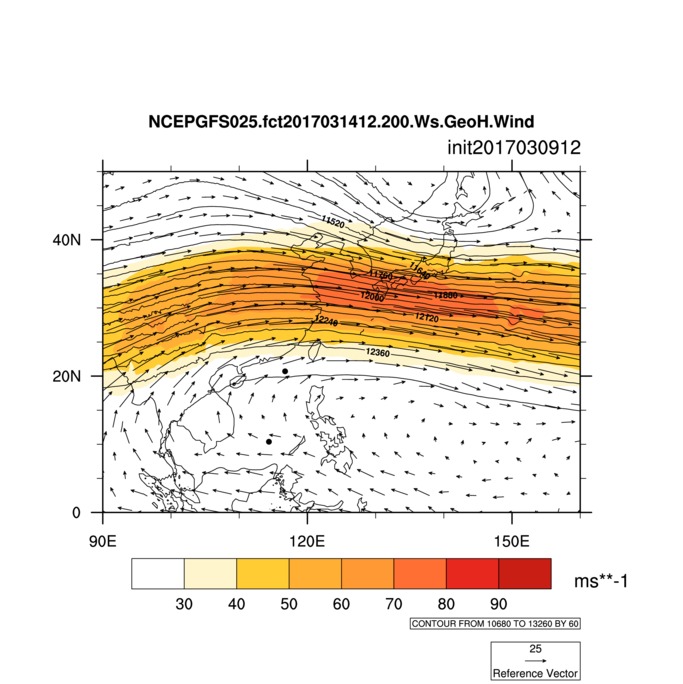 NCEPGFS025.fct2017031412.200.Ws.GeoH.Wind
init2017030912
11520
40N
11760
11640
12000
11880
12120
12240
12360
20N
0
90E 120E 150E
ms**-1
30 40 50 60 70 80 90
CONTOUR FROM 10680 TO 13260 BY 60
25
Reference Vector